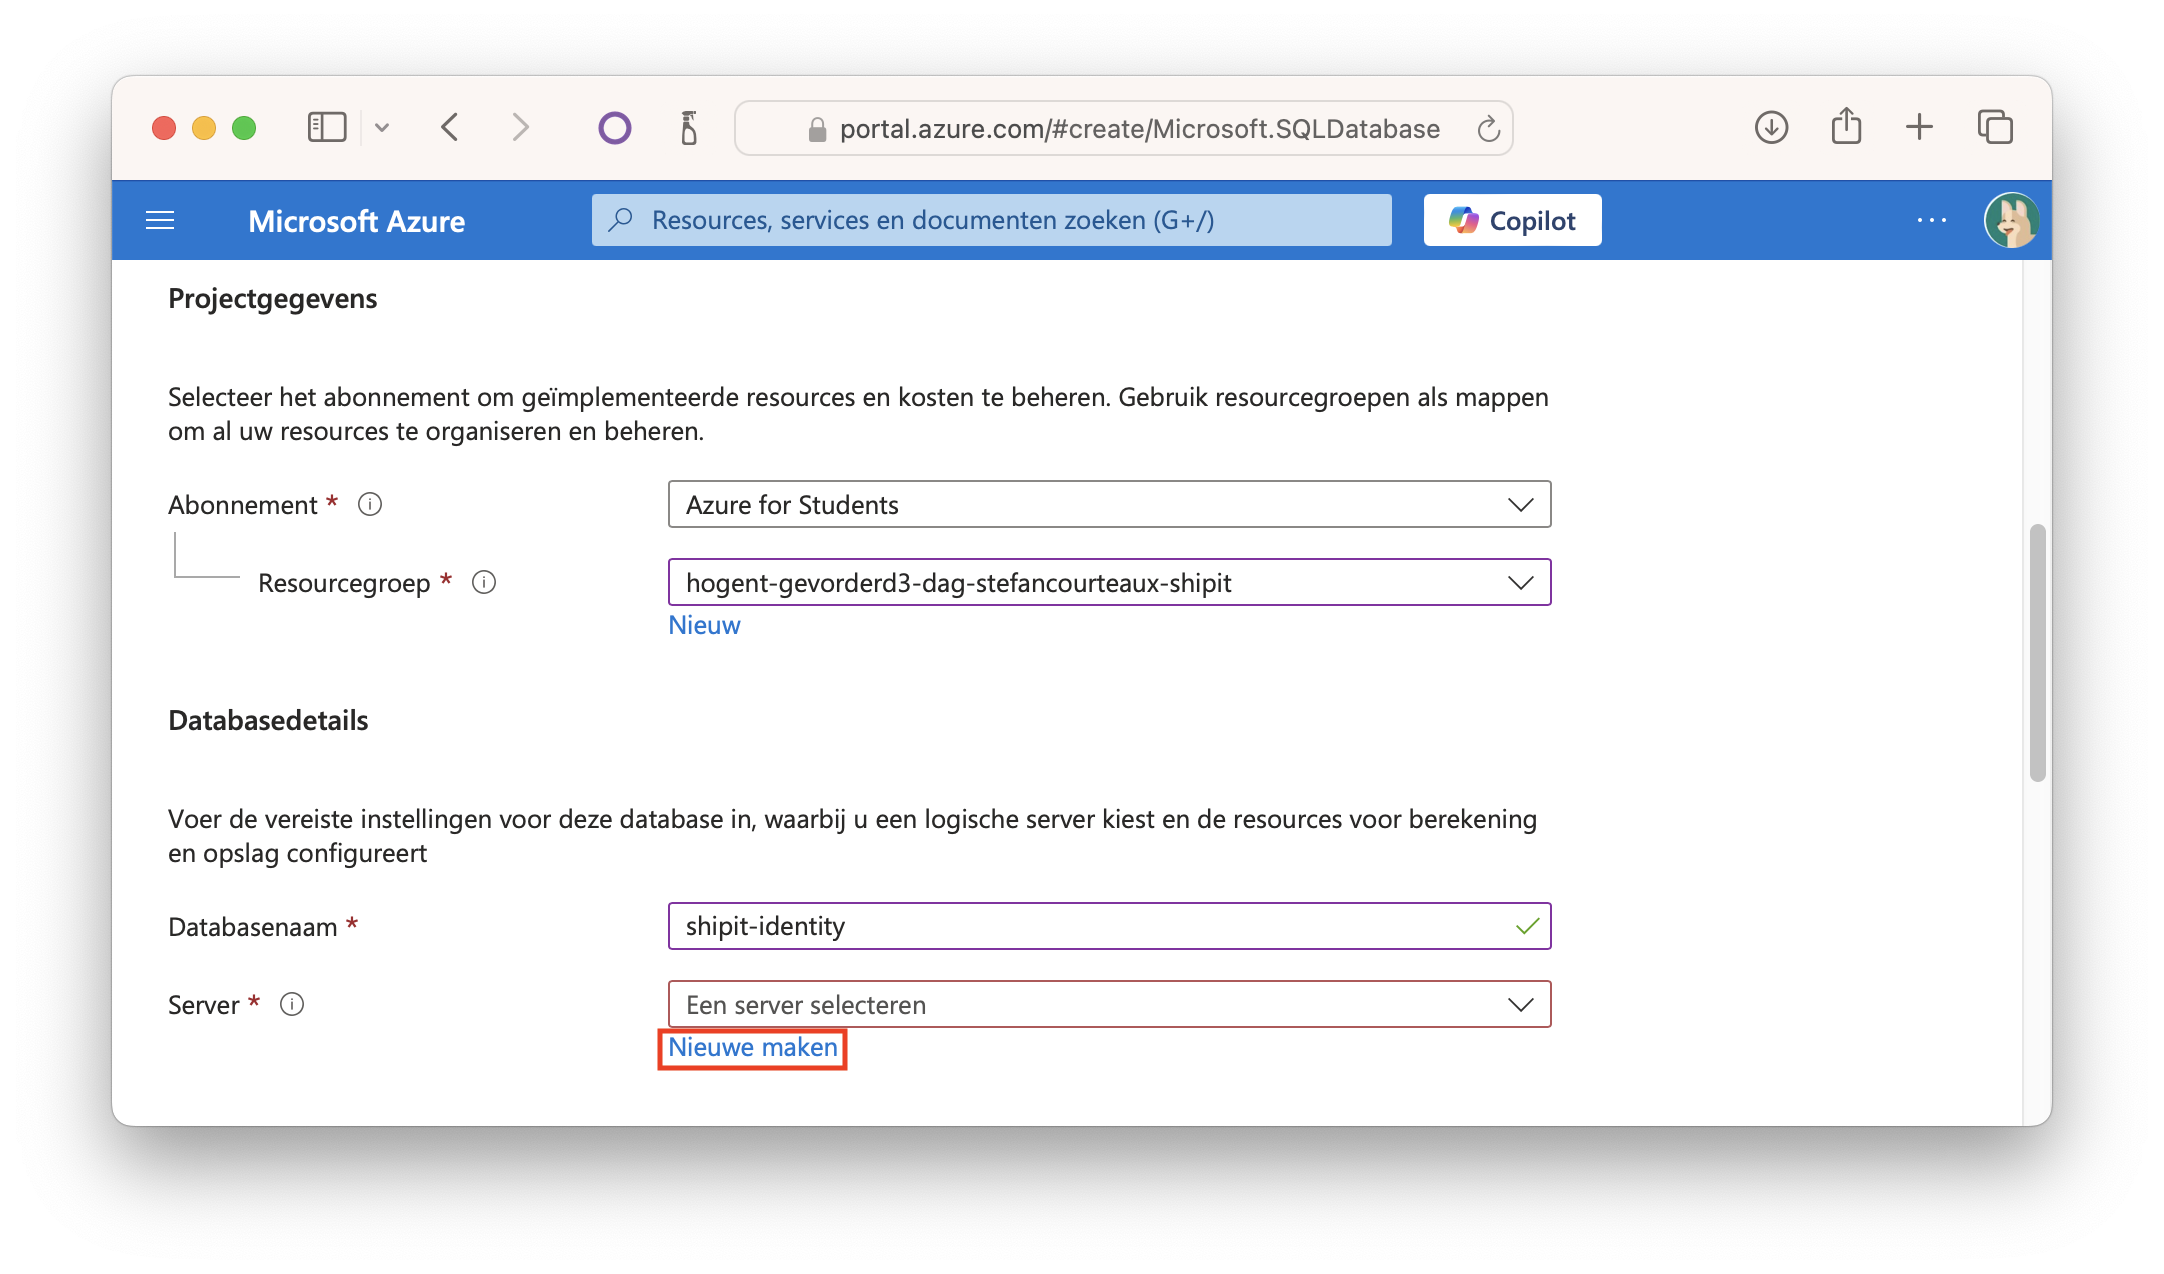 portal.azure.com/#create/Microsoft.SQLDatabase
Microsoft Azure
Resources, services en documenten zoeken (G+/)
Copilot
Projectgegevens
Selecteer het abonnement om geïmplementeerde resources en kosten te beheren. Gebruik resourcegroepen als mappen
om al uw resources te organiseren en beheren.
Abonnement *
Azure for Students
Resourcegroep *
hogent-gevorderd3-dag-stefancourteaux-shipit
Nieuw
Databasedetails
Voer de vereiste instellingen voor deze database in, waarbij u een logische server kiest en de resources voor berekening
en opslag configureert
Databasenaam *
shipit-identity
Server *
Een server selecteren
Nieuwe maken